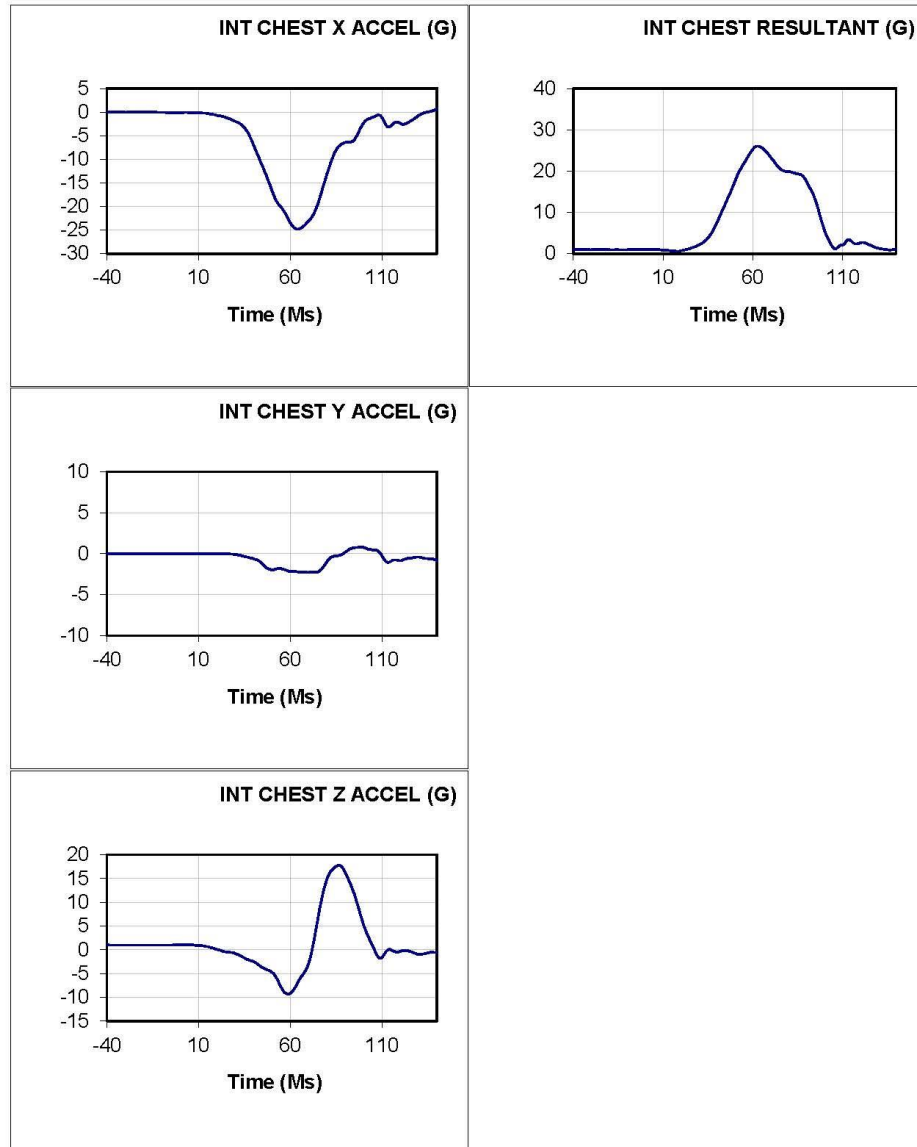 INT CHEST X ACCEL (G)
5
0
-5
-10
-15
-20
-25
-30
-40 10 60 110
Time (Ms)
INT CHEST RESULTANT (G)
40
30
20
10
0
-40 10 60 110
Time (Ms)
INT CHEST Y ACCEL (G)
10
5
0
-5
-10
-40 10 60 110
Time (Ms)
INT CHEST Z ACCEL (G)
20
15
10
5
0
-5
-10
-15
-40 10 60 110
Time (Ms)